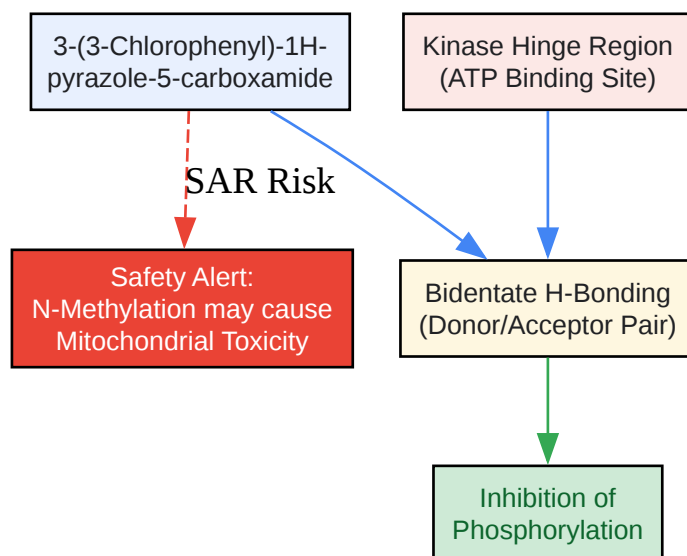 3-(3-Chlorophenyl)-1H-
pyrazole-5-carboxamide
Kinase Hinge Region
(ATP Binding Site)
SAR Risk
Safety Alert:
N-Methylation may cause
Mitochondrial Toxicity
Bidentate H-Bonding
(Donor/Acceptor Pair)
Inhibition of
Phosphorylation